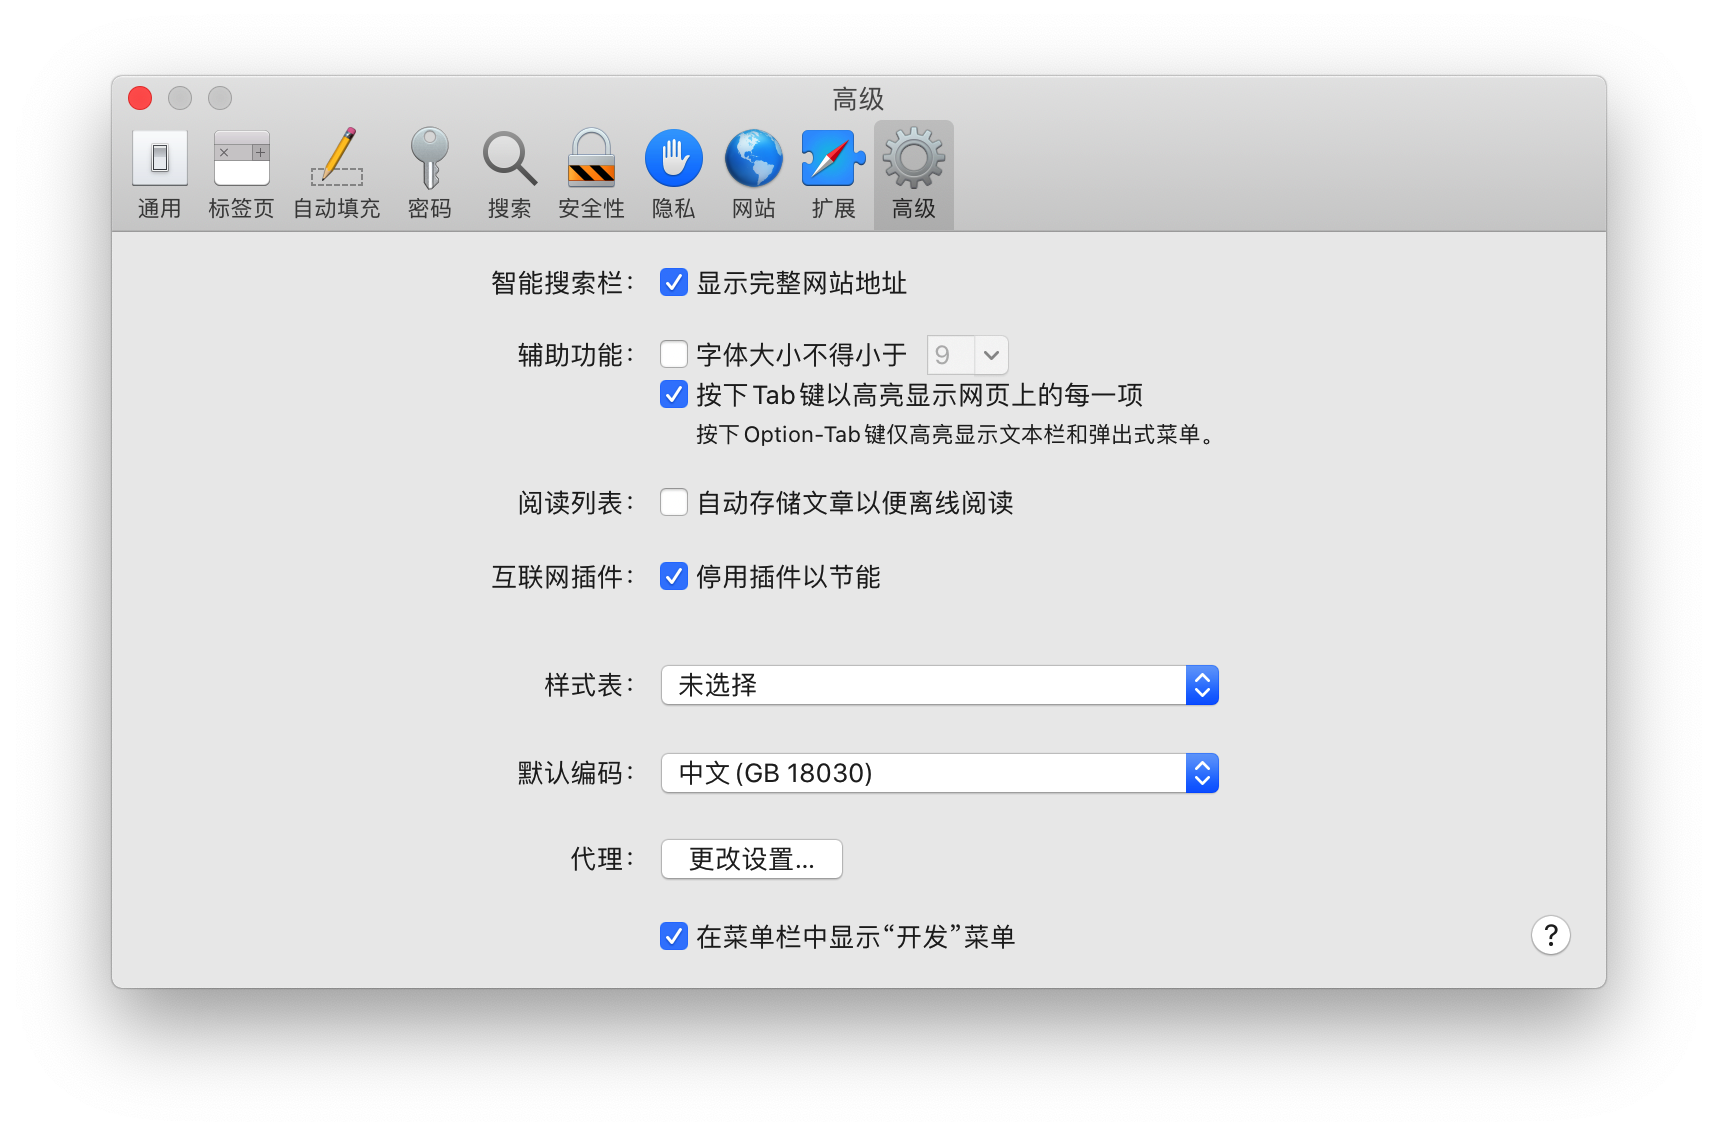 高级
通用 标签页 自动填充 密码 搜索 安全性 隐私 网站 扩展 高级
智能搜索栏： 显示完整网站地址
辅助功能： 字体大小不得小于 9
按下 Tab 键以高亮显示网页上的每一项
按下 Option-Tab 键仅高亮显示文本栏和弹出式菜单。
阅读列表： 自动存储文章以便离线阅读
互联网插件： 停用插件以节能
样式表： 未选择
默认编码： 中文 (GB 18030)
代理： 更改设置...
在菜单栏中显示“开发”菜单
?